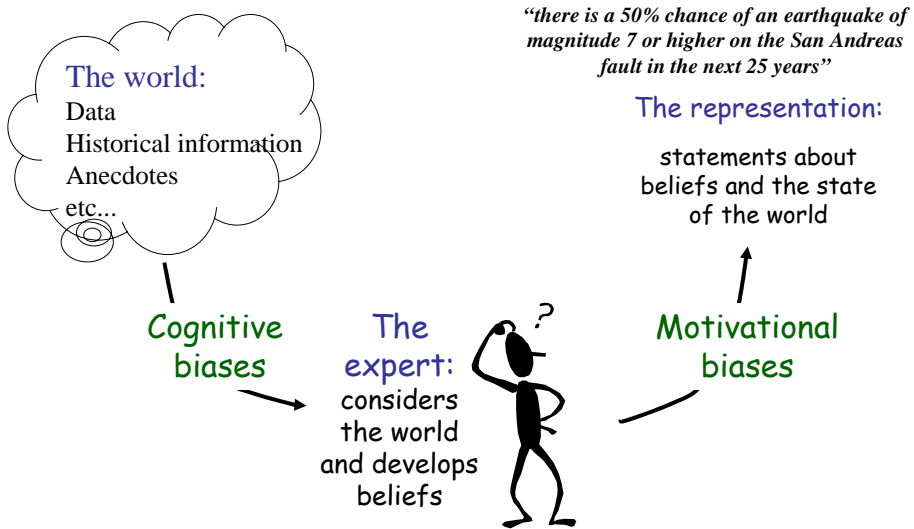 “there is a 50% chance of an earthquake of
magnitude 7 or higher on the San Andreas
fault in the next 25 years”
The world:
Data
Historical information
Anecdotes
etc...
The representation:
statements about
beliefs and the state
of the world
Cognitive
biases
The
expert:
considers
the world
and develops
beliefs
?
Motivational
biases